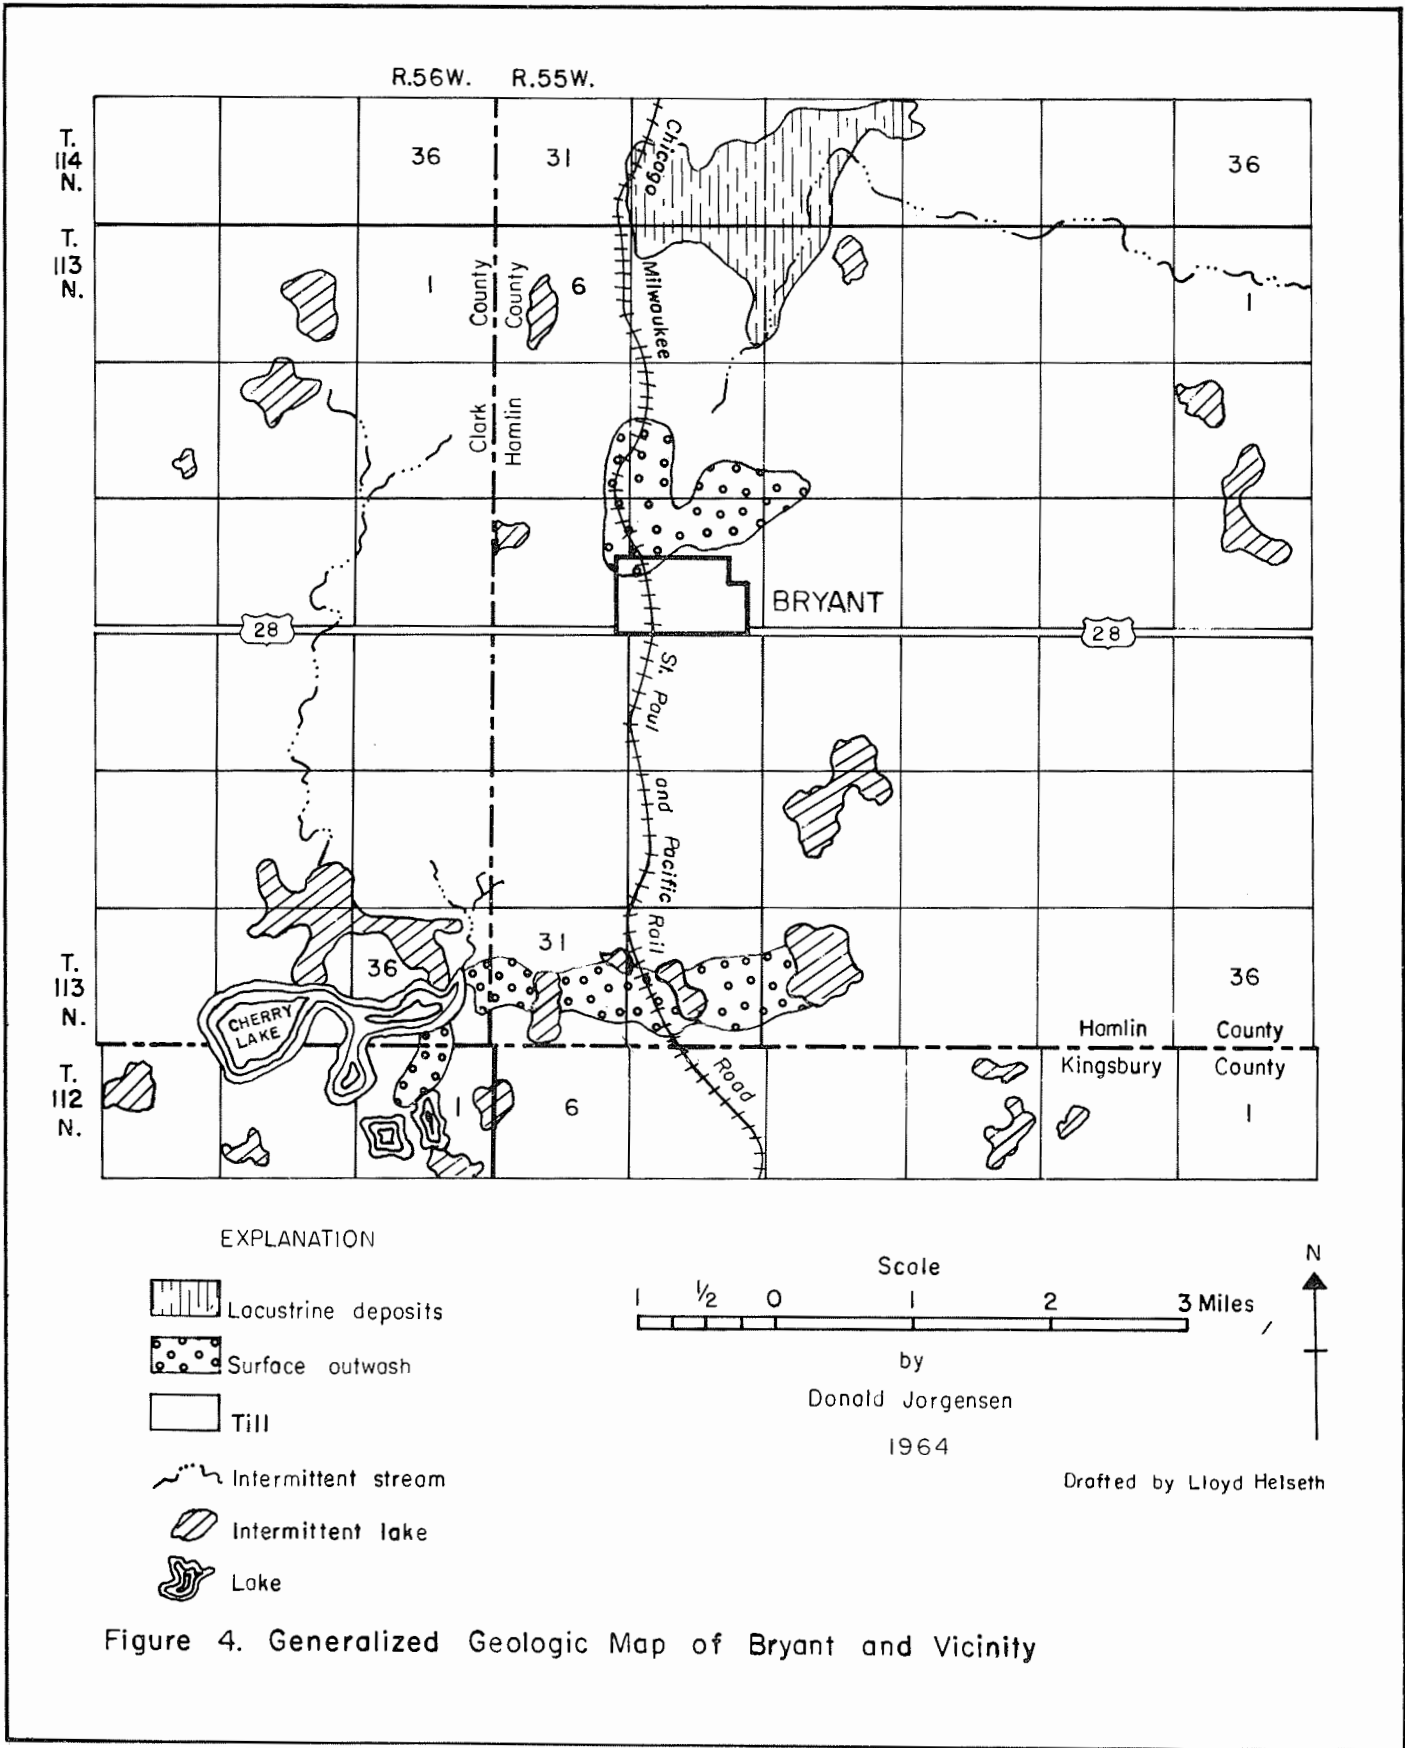 R.56W. R.55W.
T.
114
N.
36 31 36
Chicago
T.
113
N.
1 6 1
County
County
Milwaukee
Clark
Hamlin
BRYANT
28 28
St. Paul
and Pacific Rail
31
T.
113
N.
36 36
CHERRY
LAKE
Hamlin County
Kingsbury County
T.
112
N.
1 6 1
Road
EXPLANATION
Lacustrine deposits
Surface outwash
Till
Intermittent stream
Intermittent lake
Lake
Scale
1 1/2 0 1 2 3 Miles
by
Donald Jorgensen
1964
N
Drafted by Lloyd Helseth
Figure 4. Generalized Geologic Map of Bryant and Vicinity